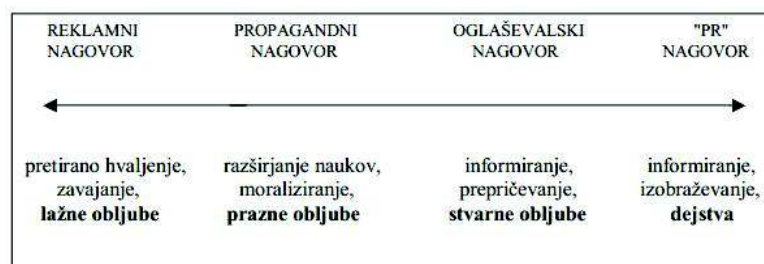 REKLAMNI
NAGOVOR
PROPAGANDNI
NAGOVOR
OGLAŠEVALSKI
NAGOVOR
"PR"
NAGOVOR
pretirano hvaljenje,
zavajanje,
lažne obljube
razširjanje naukov,
moraliziranje,
prazne obljube
informiranje,
prepričevanje,
stvarne obljube
informiranje,
izobraževanje,
dejstva